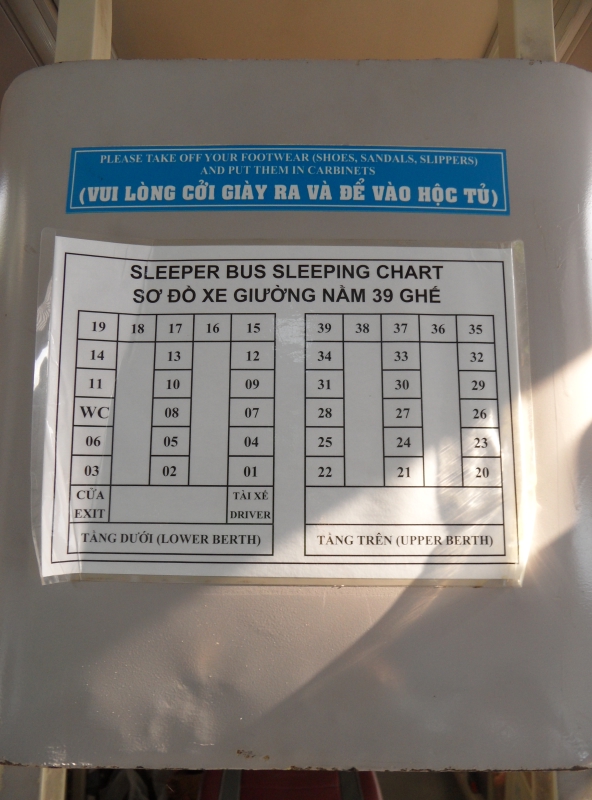 PLEASE TAKE OFF YOUR FOOTWEAR (SHOES, SANDALS, SLIPPERS)
AND PUT THEM IN CARBINETS
(VUI LÒNG CỞI GIÀY RA VÀ ĐỂ VÀO HỘC TỦ)
SLEEPER BUS SLEEPING CHART
SƠ ĐỒ XE GIƯỜNG NẰM 39 GHẾ
19 18 17 16 15 39 38 37 36 35
14 13 12 34 33 32
11 10 09 31 30 29
WC 08 07 28 27 26
06 05 04 25 24 23
03 02 01 22 21 20
CỬA TÀI XẾ
EXIT DRIVER
TẦNG DƯỚI (LOWER BERTH) TẦNG TRÊN (UPPER BERTH)